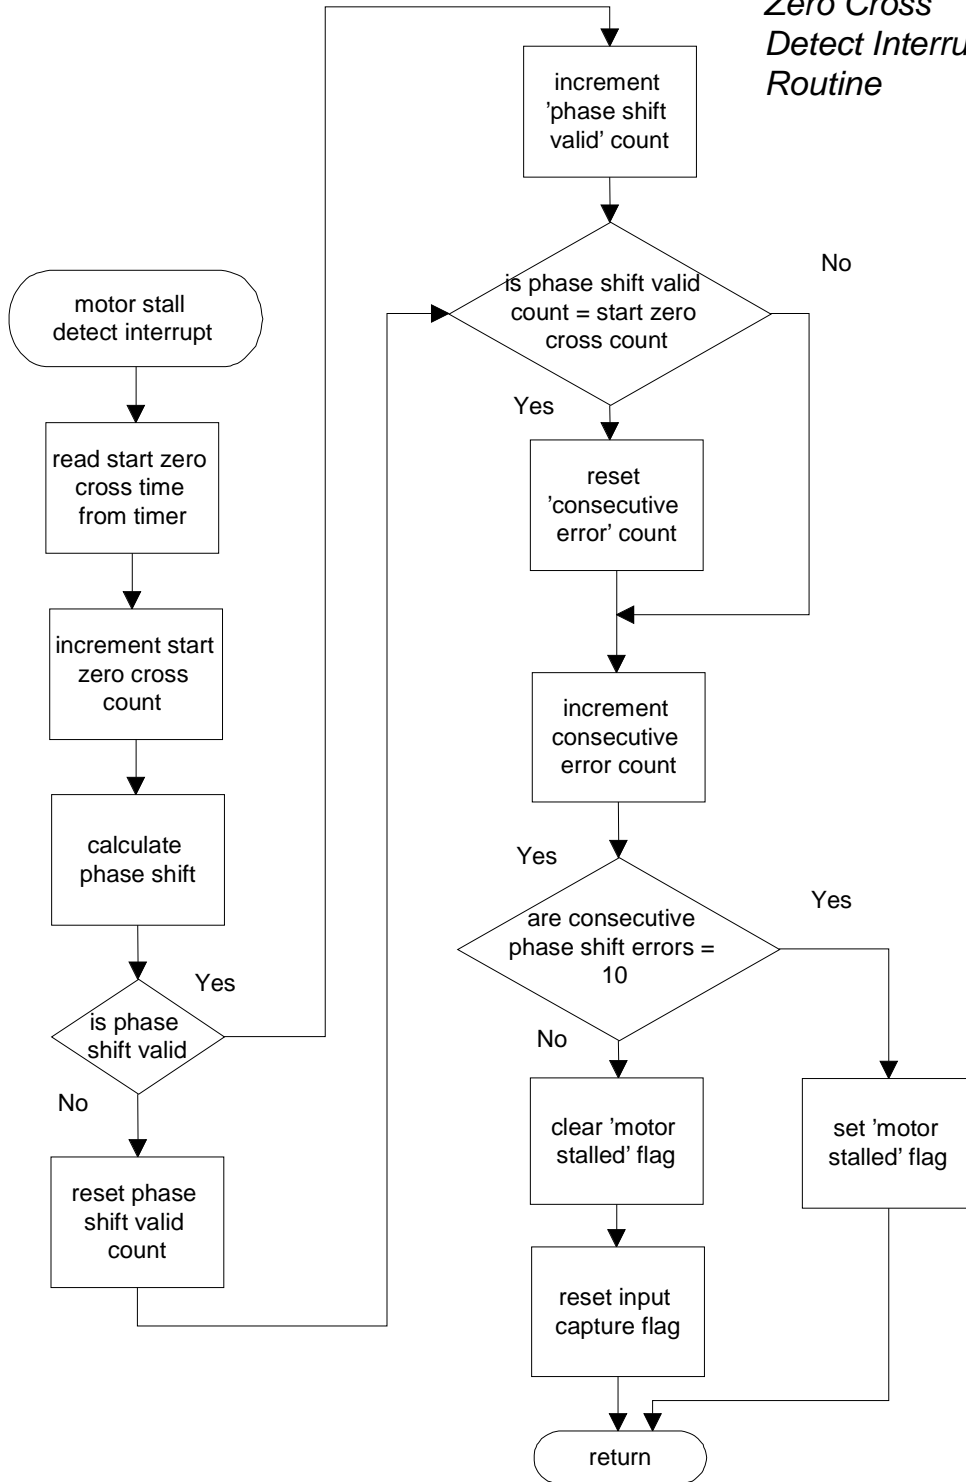 Zero Cross
Detect Interru
Routine
motor stall
detect interrupt
read start zero
cross time
from timer
increment start
zero cross
count
calculate
phase shift
Yes
is phase
shift valid
No
reset phase
shift valid
count
increment
'phase shift
valid' count
No
is phase shift valid
count = start zero
cross count
Yes
reset
'consecutive
error' count
increment
consecutive
error count
Yes
Yes
are consecutive
phase shift errors =
10
No
clear 'motor
stalled' flag
set 'motor
stalled' flag
reset input
capture flag
return